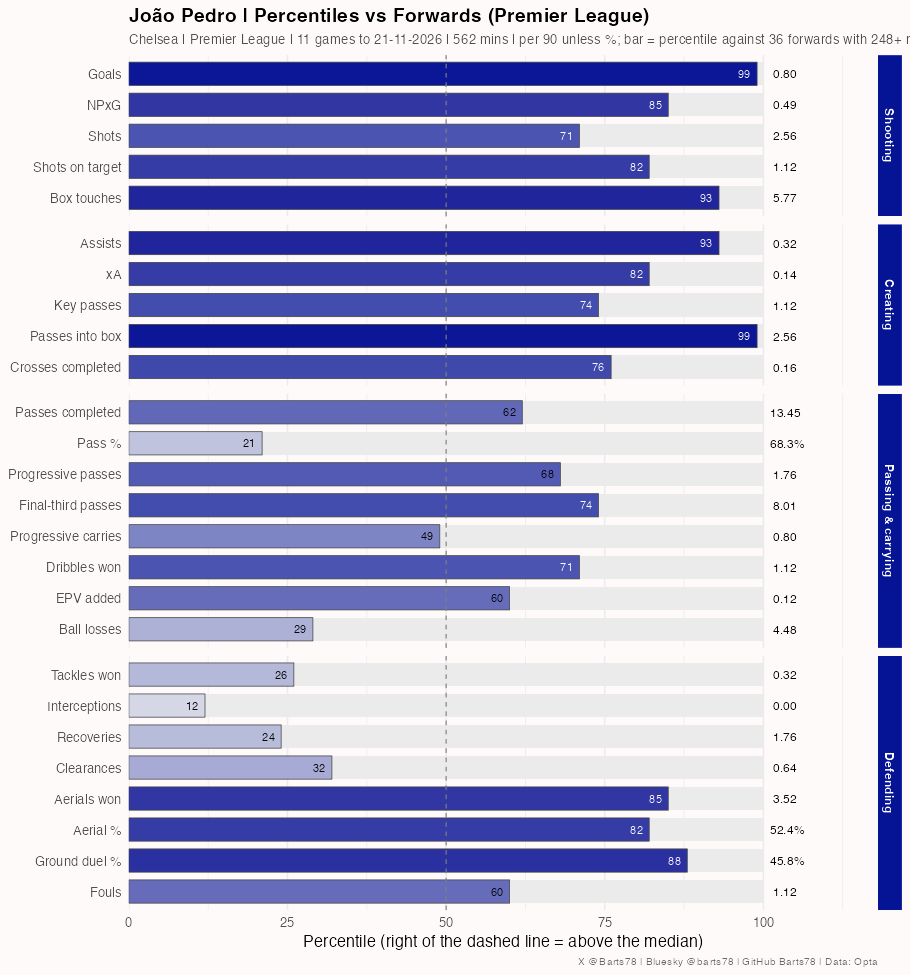 João Pedro | Percentiles vs Forwards (Premier League)
Chelsea | Premier League | 11 games to 21-11-2026 | 562 mins | per 90 unless %; bar = percentile against 36 forwards with 248+
Shooting
Goals 99 0.80
NPxG 85 0.49
Shots 71 2.56
Shots on target 82 1.12
Box touches 93 5.77
Creating
Assists 93 0.32
xA 82 0.14
Key passes 74 1.12
Passes into box 99 2.56
Crosses completed 76 0.16
Passing & carrying
Passes completed 62 13.45
Pass % 21 68.3%
Progressive passes 68 1.76
Final-third passes 74 8.01
Progressive carries 49 0.80
Dribbles won 71 1.12
EPV added 60 0.12
Ball losses 29 4.48
Defending
Tackles won 26 0.32
Interceptions 12 0.00
Recoveries 24 1.76
Clearances 32 0.64
Aerials won 85 3.52
Aerial % 82 52.4%
Ground duel % 88 45.8%
Fouls 60 1.12
0 25 50 75 100
Percentile (right of the dashed line = above the median)
X @Barts78 | Bluesky @barts78 | GitHub Barts78 | Data: Opta